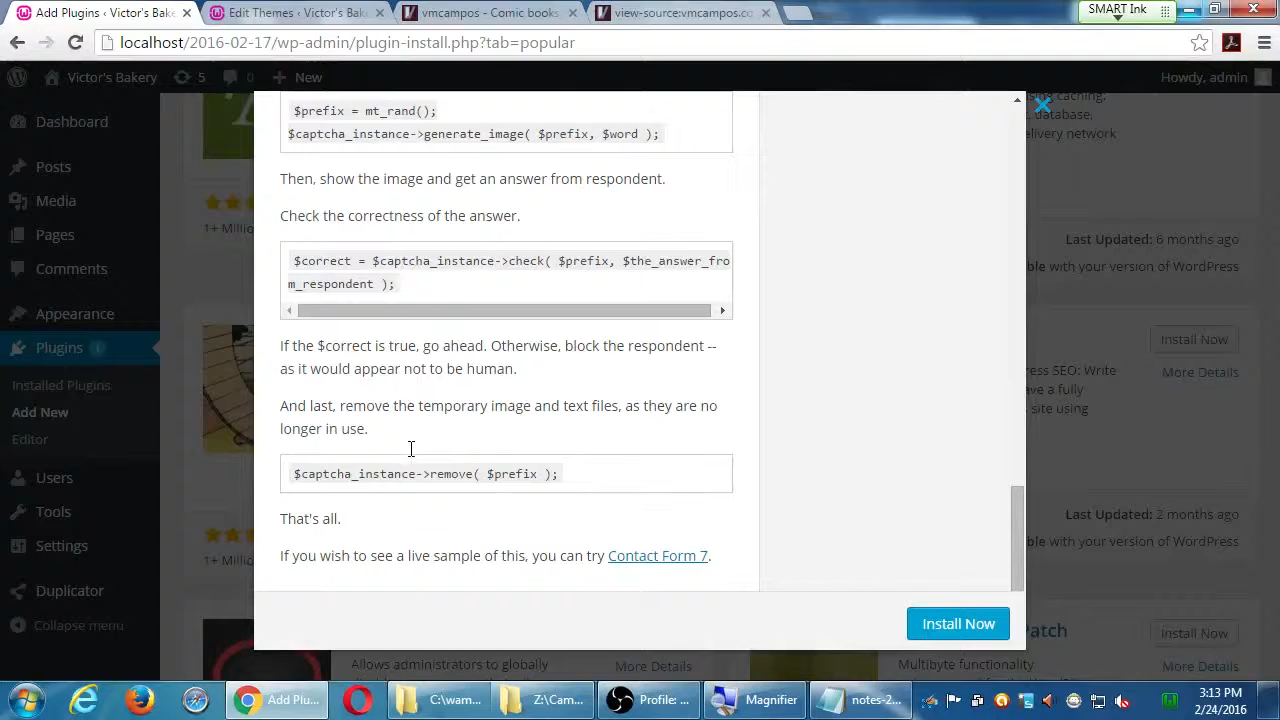 Add Plugins ‹ Victor's Bak
Edit Themes ‹ Victor's Bak
vmcampos - Comic books
view-source:vmcampos.co
SMART Ink
localhost/2016-02-17/wp-admin/plugin-install.php?tab=popular
Victor's Bakery
5
0
New
Howdy, admin
Dashboard
Posts
Media
Pages
Comments
Appearance
Plugins
Installed Plugins
Add New
Editor
Users
Tools
Settings
Duplicator
Collapse menu
$prefix = mt_rand();
$captcha_instance->generate_image( $prefix, $word );
Then, show the image and get an answer from respondent.
Check the correctness of the answer.
$correct = $captcha_instance->check( $prefix, $the_answer_fro
m_respondent );
If the $correct is true, go ahead. Otherwise, block the respondent --
as it would appear not to be human.
And last, remove the temporary image and text files, as they are no
longer in use.
$captcha_instance->remove( $prefix );
That's all.
If you wish to see a live sample of this, you can try Contact Form 7.
Install Now
1+ Millio
1+ Millio
caching,
database,
elivery network
Last Updated: 6 months ago
ble with your version of WordPress
Install Now
ress SEO: Write
More Details
ave a fully
site using
Last Updated: 2 months ago
ble with your version of WordPress
Patch
Install Now
Allows administrators to globally
More Details
Multibyte functionality
More Details
Add Plu...
C:\wam...
Z:\Cam...
Profile: ...
Magnifier
notes-2...
3:13 PM
2/24/2016